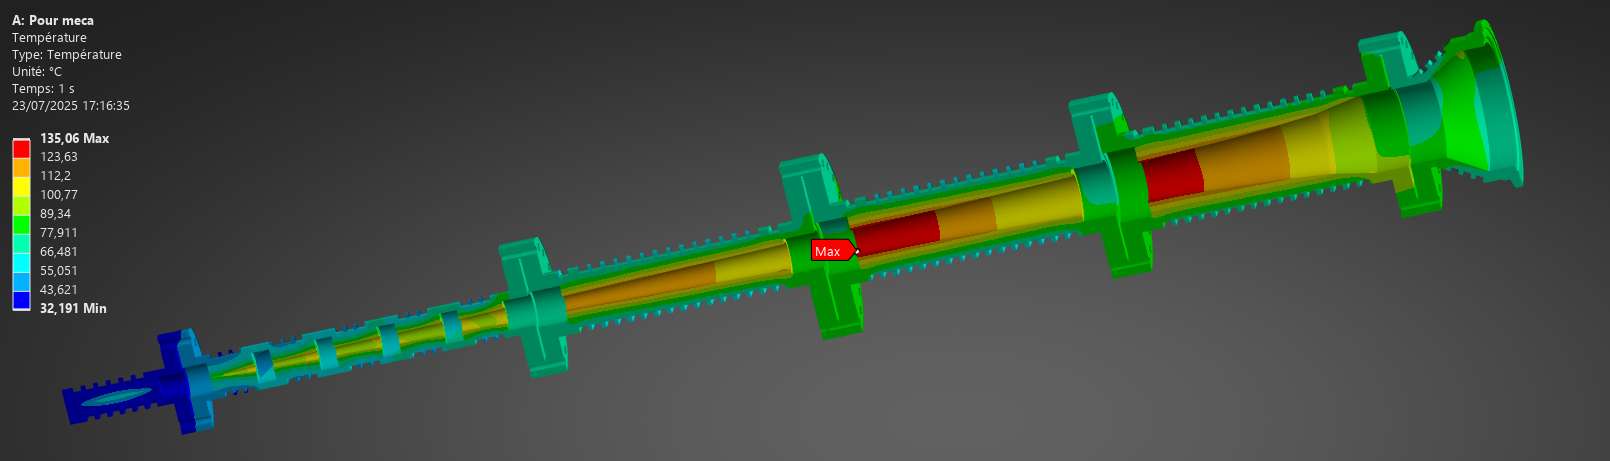 A: Pour meca
Température
Type: Température
Unité: °C
Temps: 1 s
23/07/2025 17:16:35
135,06 Max
123,63
112,2
100,77
89,34
77,911
66,481
55,051
43,621
32,191 Min
Max